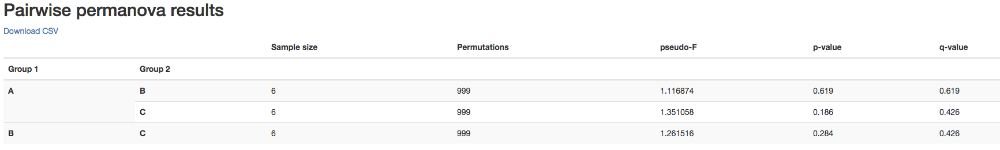 Pairwise permanova results
Download CSV
Sample size Permutations pseudo-F p-value q-value
Group 1 Group 2
A B 6 999 1.116874 0.619 0.619
C 6 999 1.351058 0.186 0.426
B C 6 999 1.261516 0.284 0.426